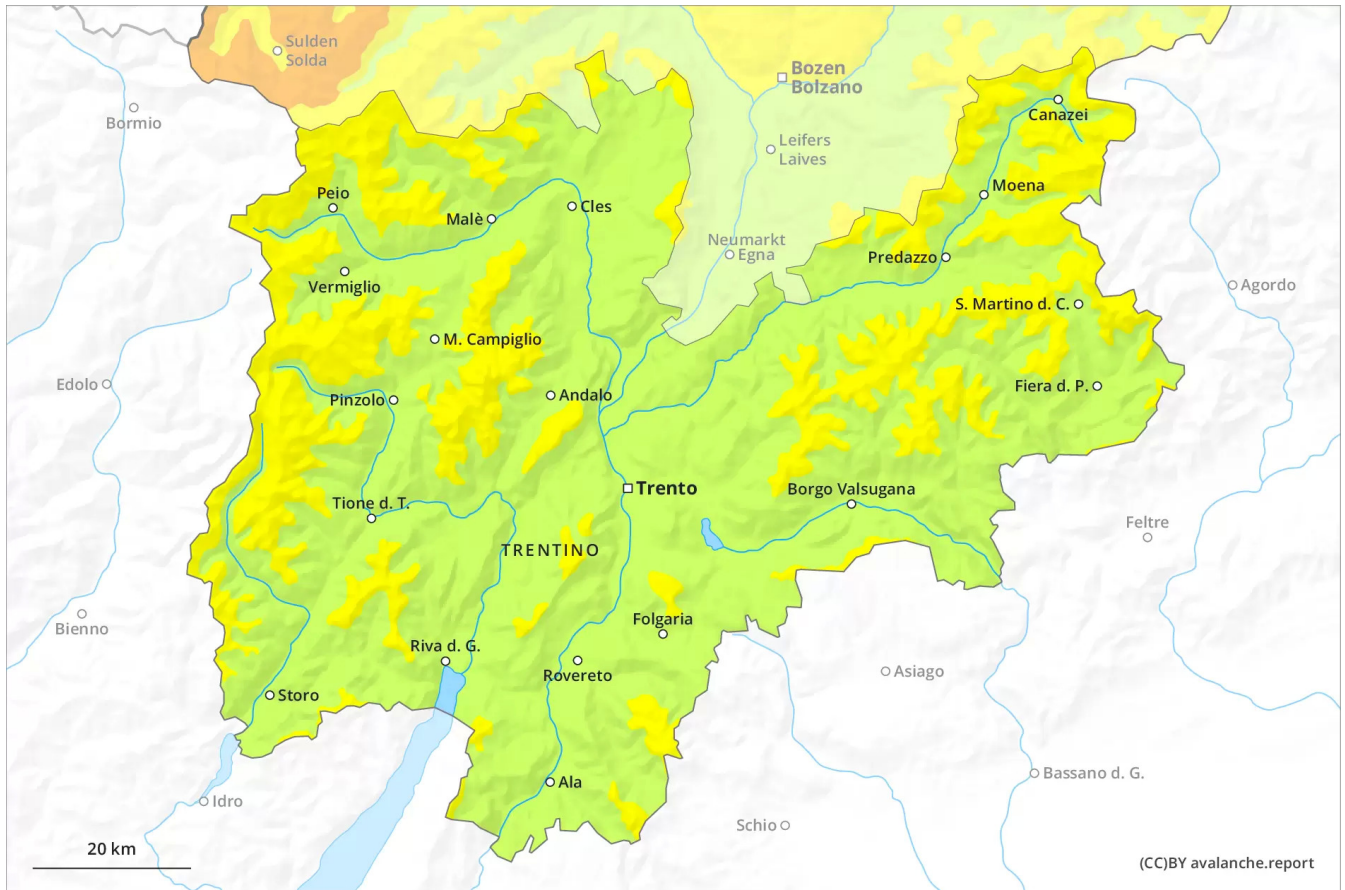 Sulden
Solda
Bozen
Bolzano
Bormio
Canazei
Leifers
Laives
Peio
Moena
Malè
Cles
Neumarkt
Egna
Predazzo
Vermiglio
Agordo
S. Martino d. C.
M. Campiglio
Edolo
Fiera d. P.
Pinzolo
Andalo
Trento
Borgo Valsugana
Tione d. T.
Feltre
TRENTINO
Bienno
Folgaria
Riva d. G.
Asiago
Rovereto
Storo
Bassano d. G.
Ala
Idro
Schio
20 km
(CC)BY avalanche.report